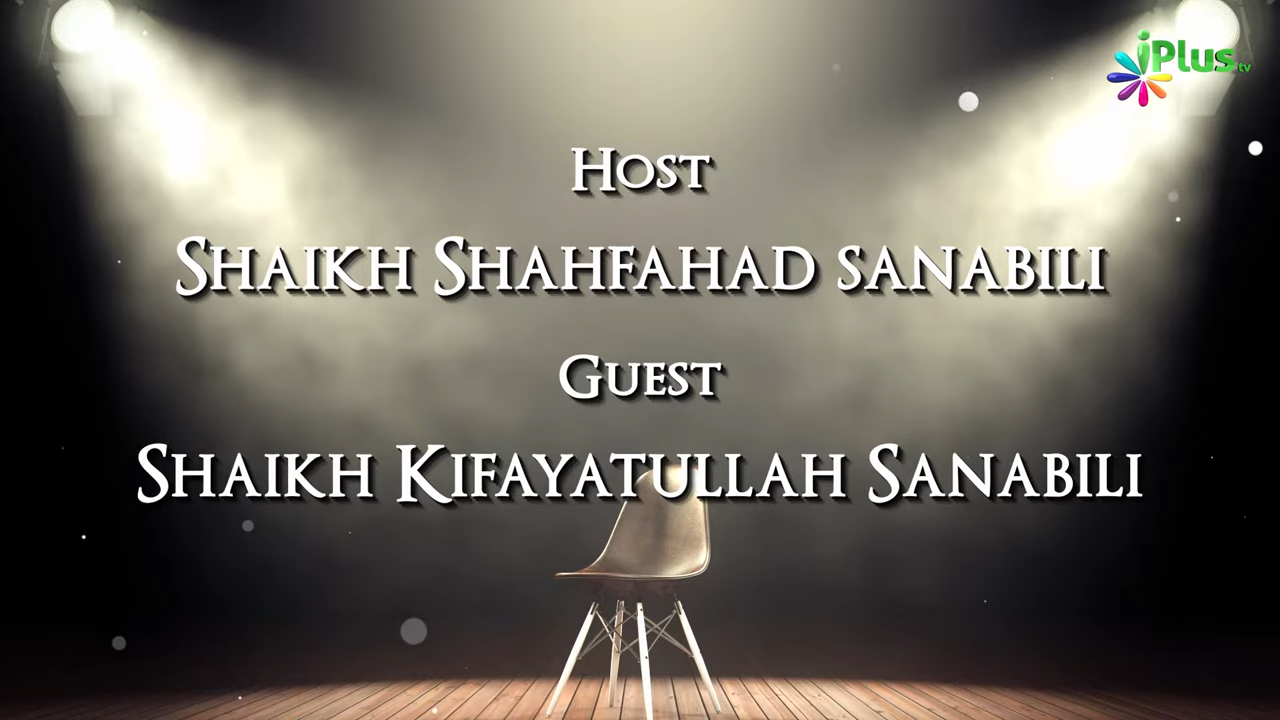 iPlus tv
Host
Shaikh Shahfahad sanabili
Guest
Shaikh Kifayatullah Sanabili